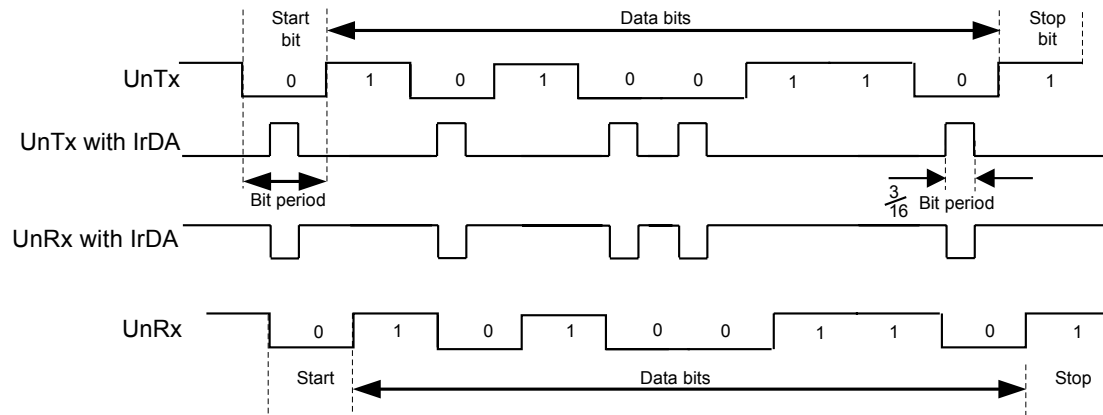 Start
bit
Data bits
Stop
bit
UnTx
0 1 0 1 0 0 1 1 0 1
UnTx with IrDA
Bit period
3
16
Bit period
UnRx with IrDA
UnRx
0 1 0 1 0 0 1 1 0 1
Start
Data bits
Stop